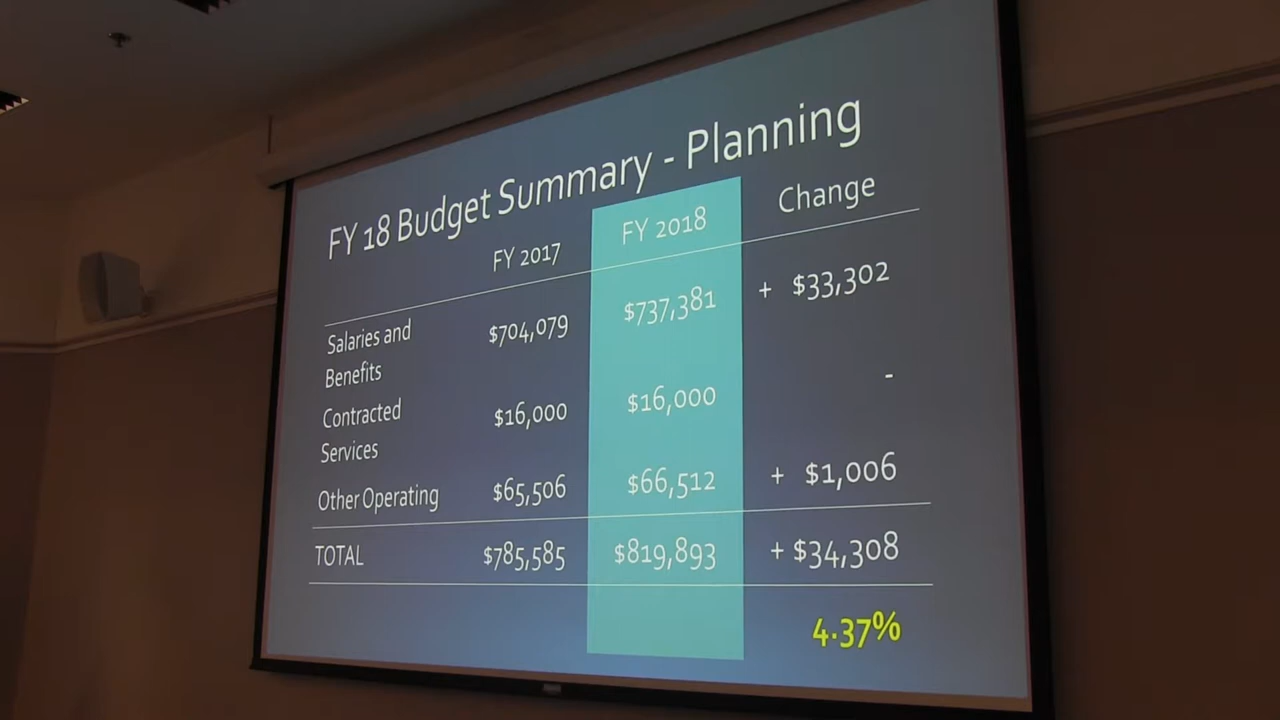 FY 18 Budget Summary - Planning
FY 2017 FY 2018 Change
Salaries and
Benefits $704,079 $737,381 + $33,302
Contracted
Services $16,000 $16,000 -
Other Operating $65,506 $66,512 + $1,006
TOTAL $785,585 $819,893 + $34,308
4.37%